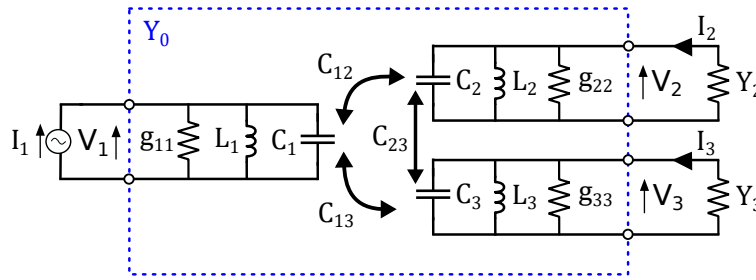 Y₀
I₁
V₁
g₁₁
L₁
C₁
C₁₂
C₂₃
C₁₃
C₂
L₂
g₂₂
V₂
I₂
Y₂
C₃
L₃
g₃₃
V₃
I₃
Y₃